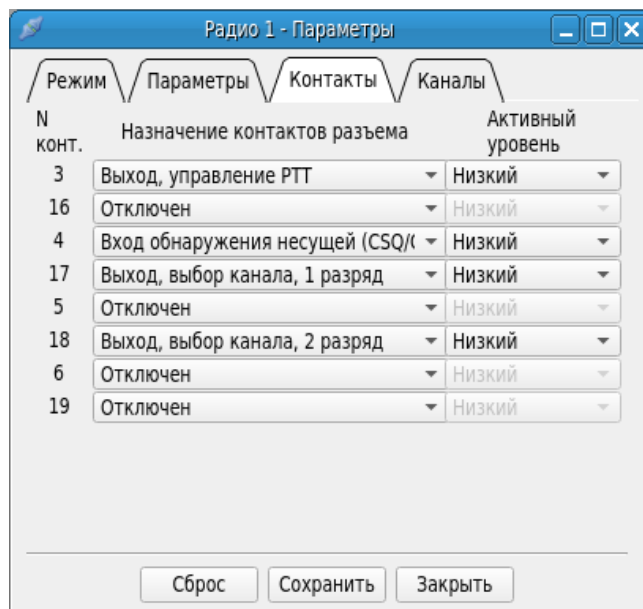 Радио 1 - Параметры
Режим Параметры Контакты Каналы
N конт. Назначение контактов разъема Активный уровень
3 Выход, управление PTT Низкий
16 Отключен Низкий
4 Вход обнаружения несущей (CSQ/ Низкий
17 Выход, выбор канала, 1 разряд Низкий
5 Отключен Низкий
18 Выход, выбор канала, 2 разряд Низкий
6 Отключен Низкий
19 Отключен Низкий
Сброс Сохранить Закрыть